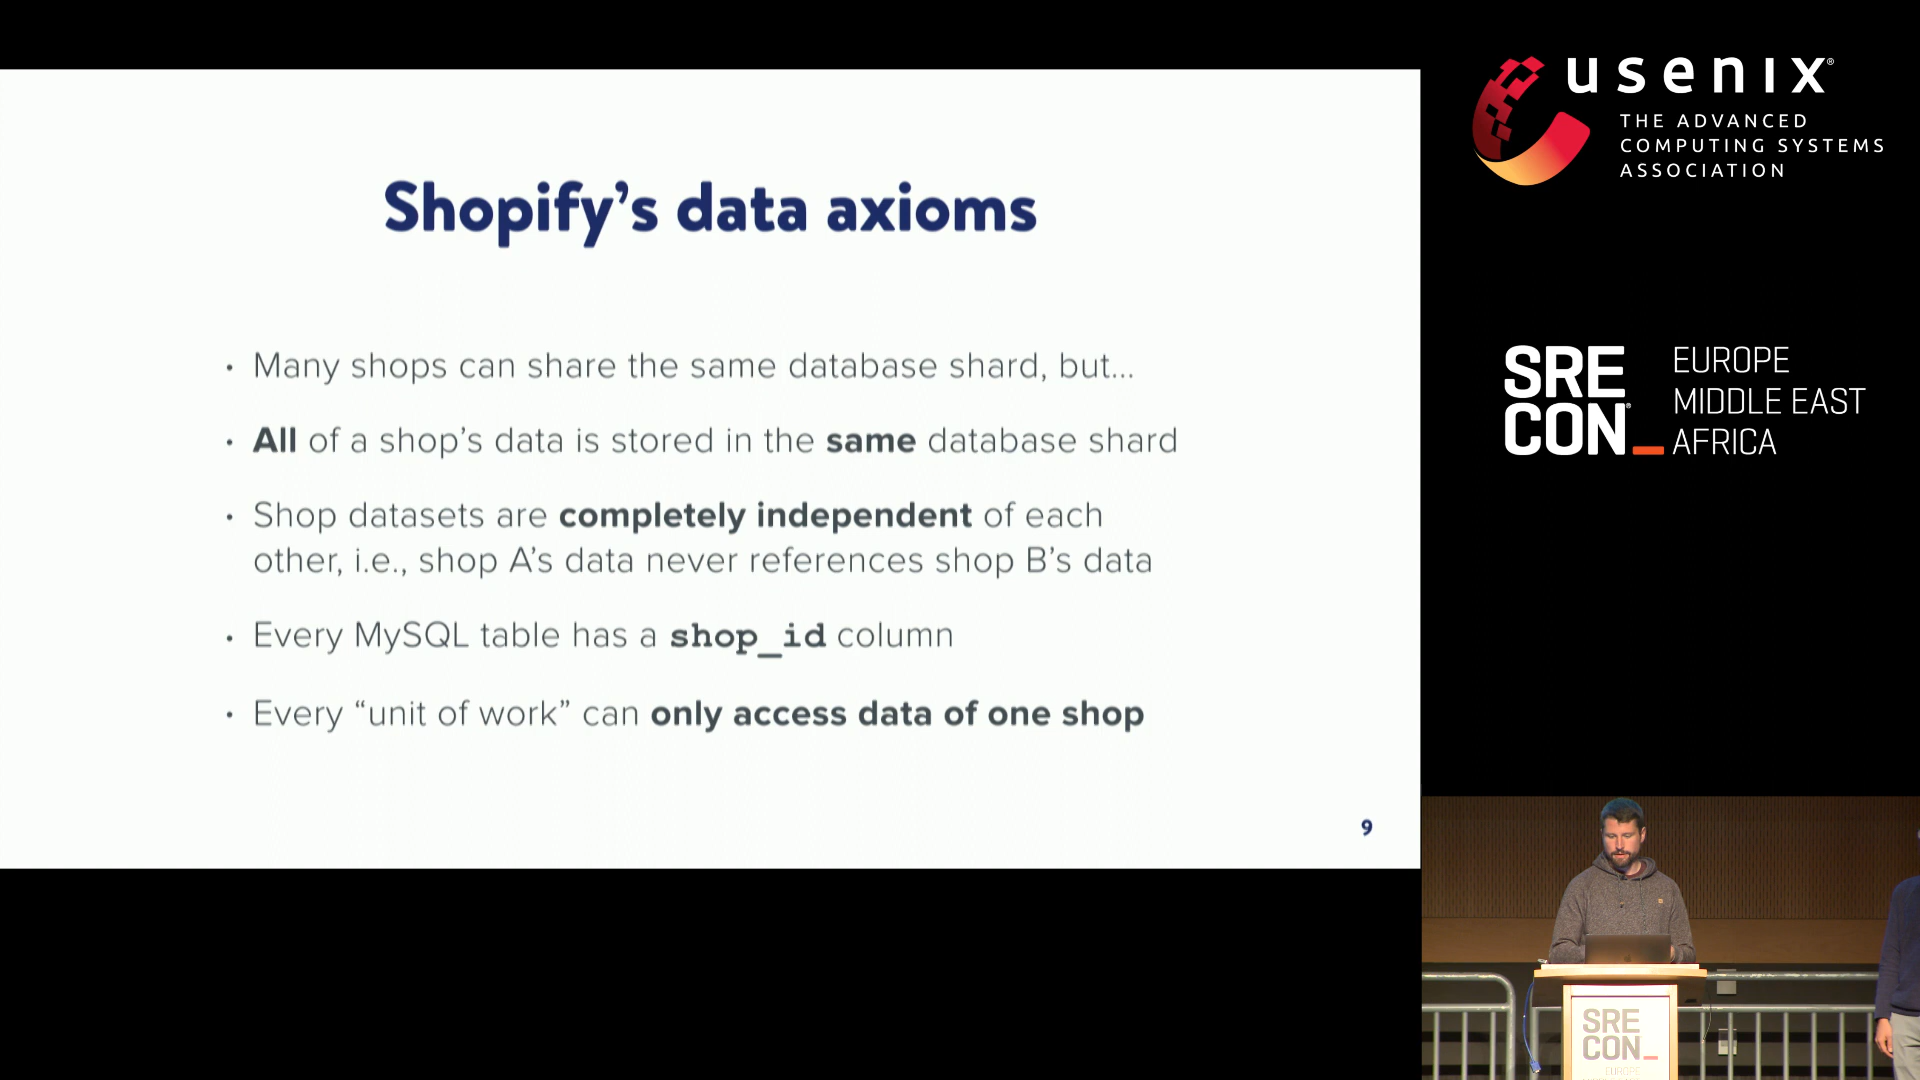 Shopify’s data axioms
• Many shops can share the same database shard, but...
• All of a shop’s data is stored in the same database shard
• Shop datasets are completely independent of each
other, i.e., shop A’s data never references shop B’s data
• Every MySQL table has a shop_id column
• Every “unit of work” can only access data of one shop
9
usenix®
THE ADVANCED
COMPUTING SYSTEMS
ASSOCIATION
SRE
CON®_
EUROPE
MIDDLE EAST
AFRICA
SRE
CON_
EUROPE